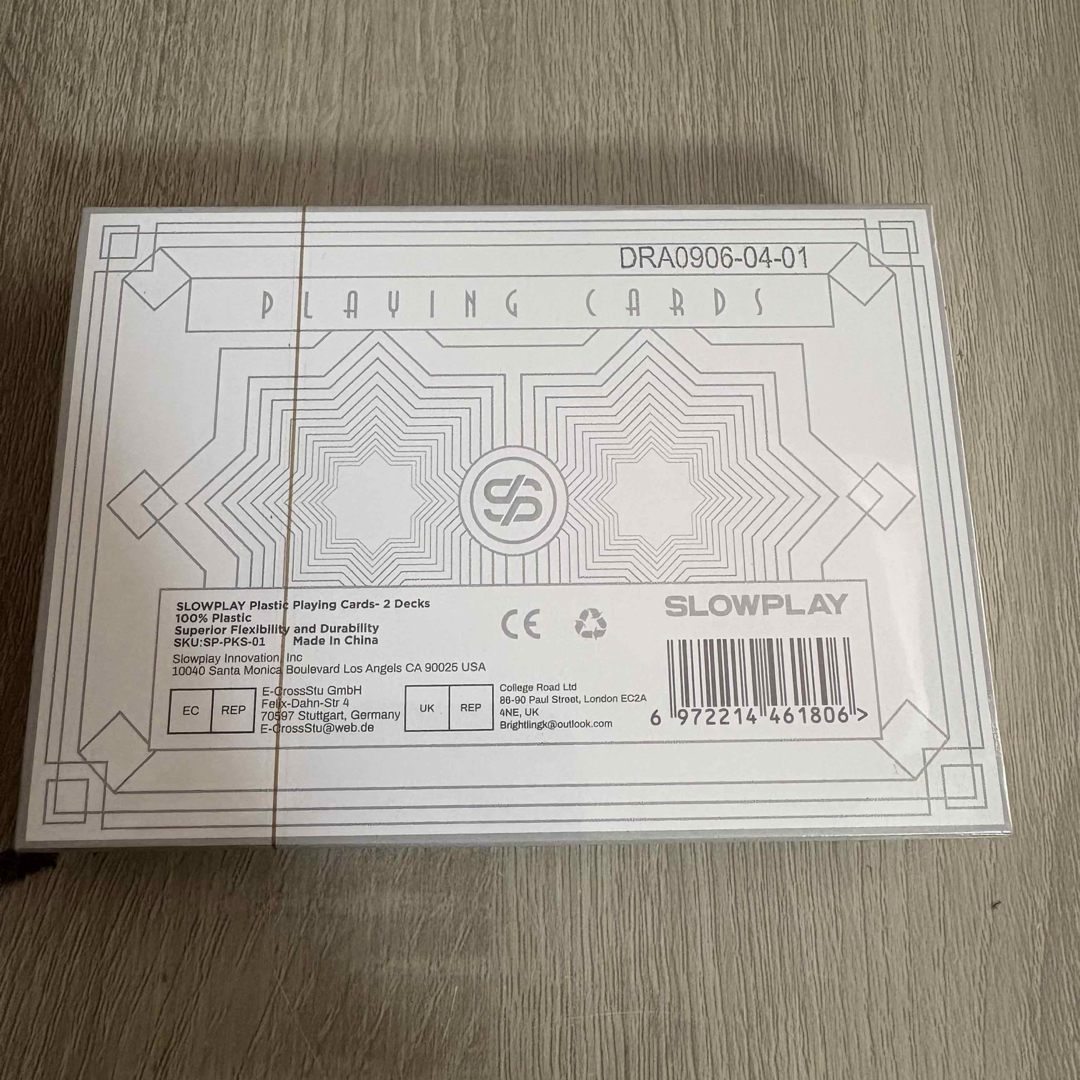 DRA0906-04-01
PLAYING CARDS
SLOWPLAY Plastic Playing Cards- 2 Decks
100% Plastic
Superior Flexibility and Durability
SKU:SP-PKS-01 Made In China
Slowplay Innovation, Inc
10040 Santa Monica Boulevard Los Angels CA 90025 USA
EC REP
E-CrossStu GmbH
Felix-Dahn-Str 4
70597 Stuttgart, Germany
E-CrossStu@web.de
UK REP
College Road Ltd
86-90 Paul Street, London EC2A
4NE, UK
Brightlingk@outlook.com
CE
SLOWPLAY
6 972214 461806 >